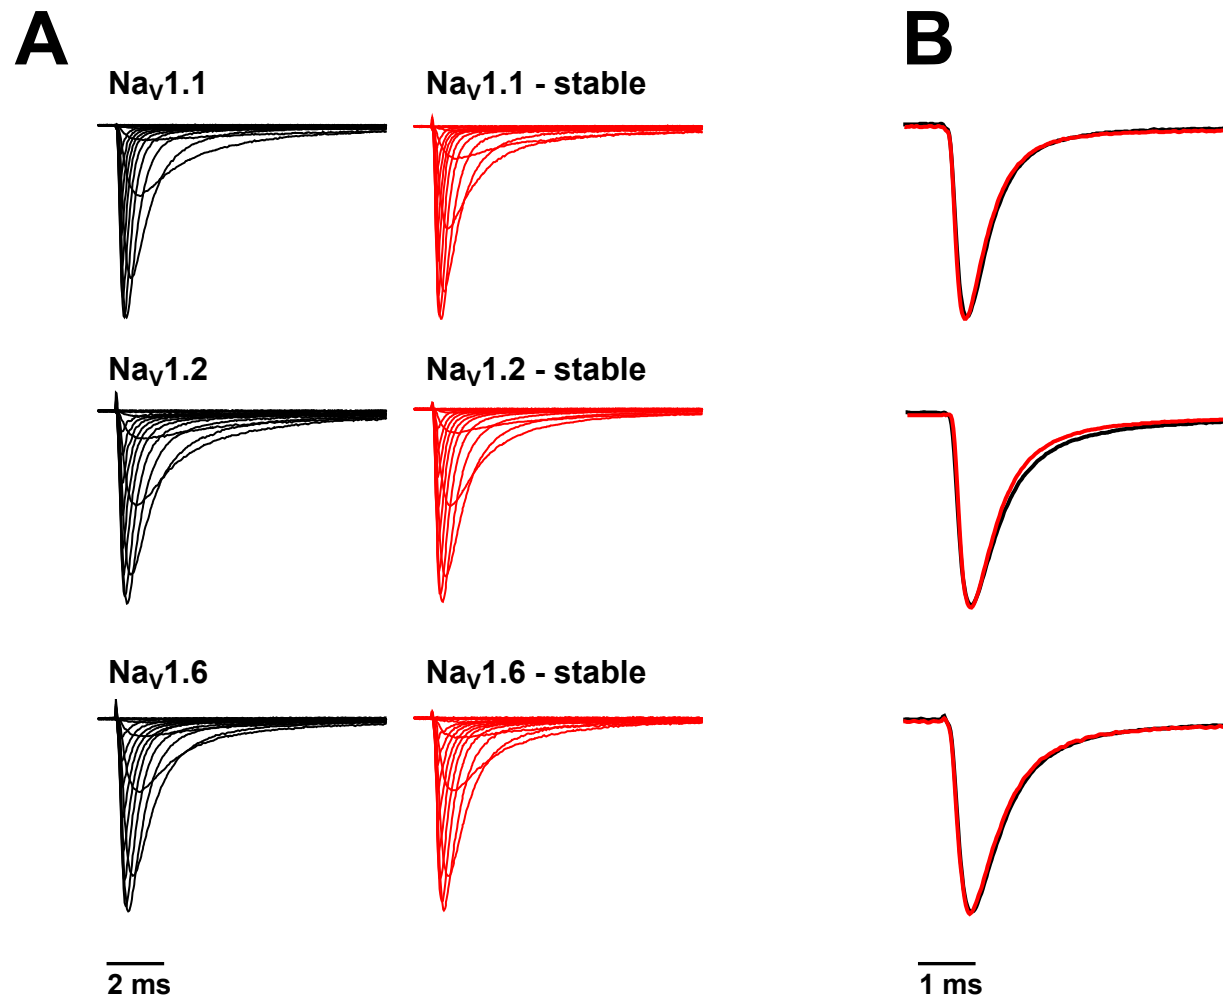 A
B
NaV1.1
NaV1.1 - stable
NaV1.2
NaV1.2 - stable
NaV1.6
NaV1.6 - stable
2 ms
1 ms